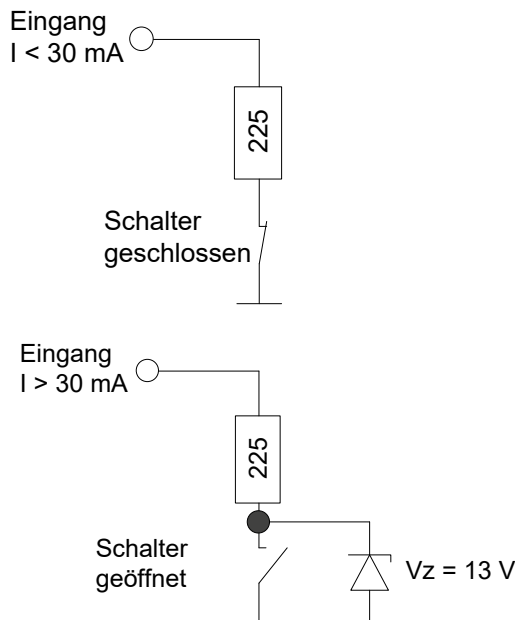 Eingang
I < 30 mA
225
Schalter
geschlossen
Eingang
I > 30 mA
225
Schalter
geöffnet
Vz = 13 V